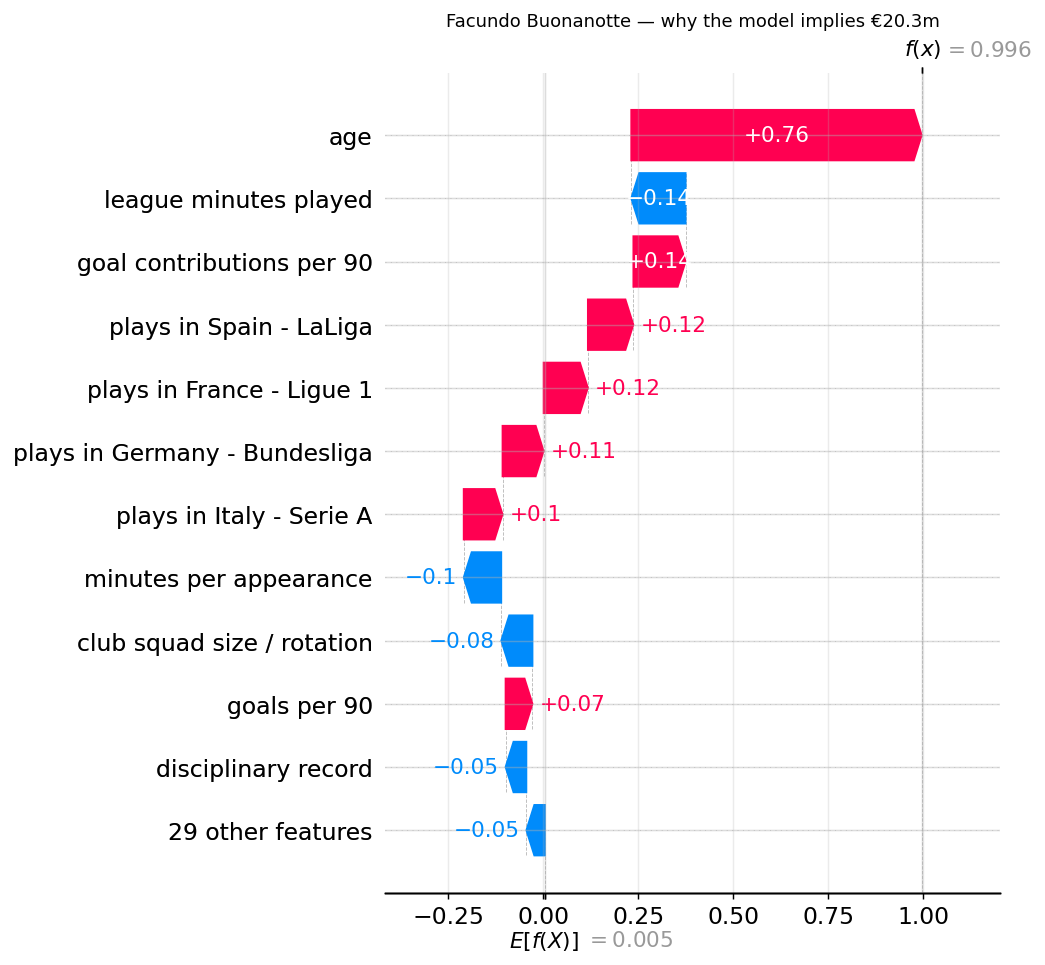 Facundo Buonanotte — why the model implies €20.3m
f(x) = 0.996
age
+0.76
league minutes played
−0.14
goal contributions per 90
+0.14
plays in Spain - LaLiga
+0.12
plays in France - Ligue 1
+0.12
plays in Germany - Bundesliga
+0.11
plays in Italy - Serie A
+0.1
minutes per appearance
−0.1
club squad size / rotation
−0.08
goals per 90
+0.07
disciplinary record
−0.05
29 other features
−0.05
−0.25 0.00 0.25 0.50 0.75 1.00
E[f(X)] = 0.005